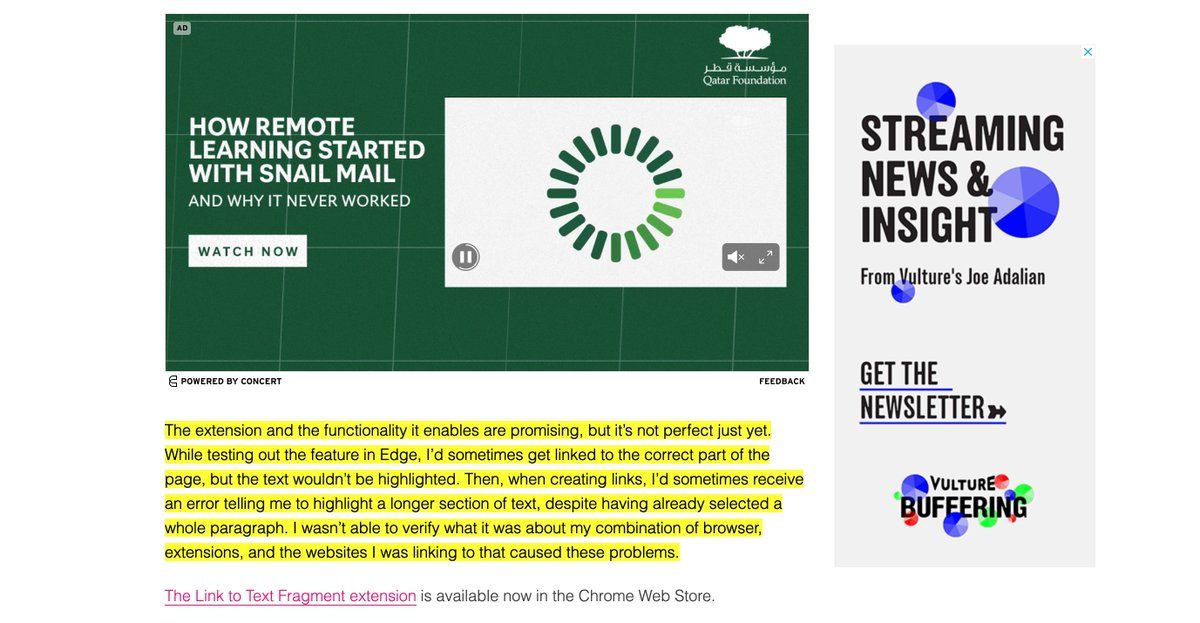 AD
مؤسسة قطر
Qatar Foundation
HOW REMOTE
LEARNING STARTED
WITH SNAIL MAIL
AND WHY IT NEVER WORKED
WATCH NOW
POWERED BY CONCERT
FEEDBACK
The extension and the functionality it enables are promising, but it’s not perfect just yet.
While testing out the feature in Edge, I’d sometimes get linked to the correct part of the
page, but the text wouldn’t be highlighted. Then, when creating links, I’d sometimes receive
an error telling me to highlight a longer section of text, despite having already selected a
whole paragraph. I wasn’t able to verify what it was about my combination of browser,
extensions, and the websites I was linking to that caused these problems.
The Link to Text Fragment extension is available now in the Chrome Web Store.
STREAMING
NEWS &
INSIGHT
From Vulture's Joe Adalian
GET THE
NEWSLETTER
VULTURE
BUFFERING